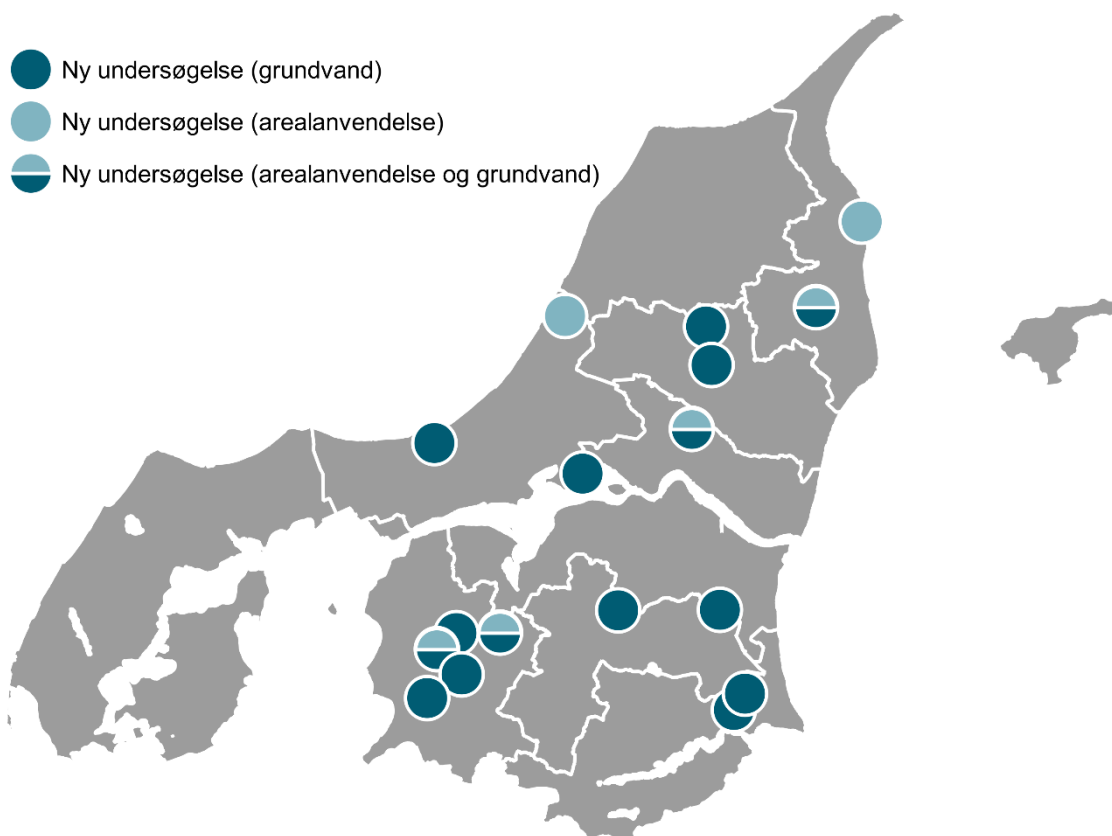 Ny undersøgelse (grundvand)
Ny undersøgelse (arealanvendelse)
Ny undersøgelse (arealanvendelse og grundvand)